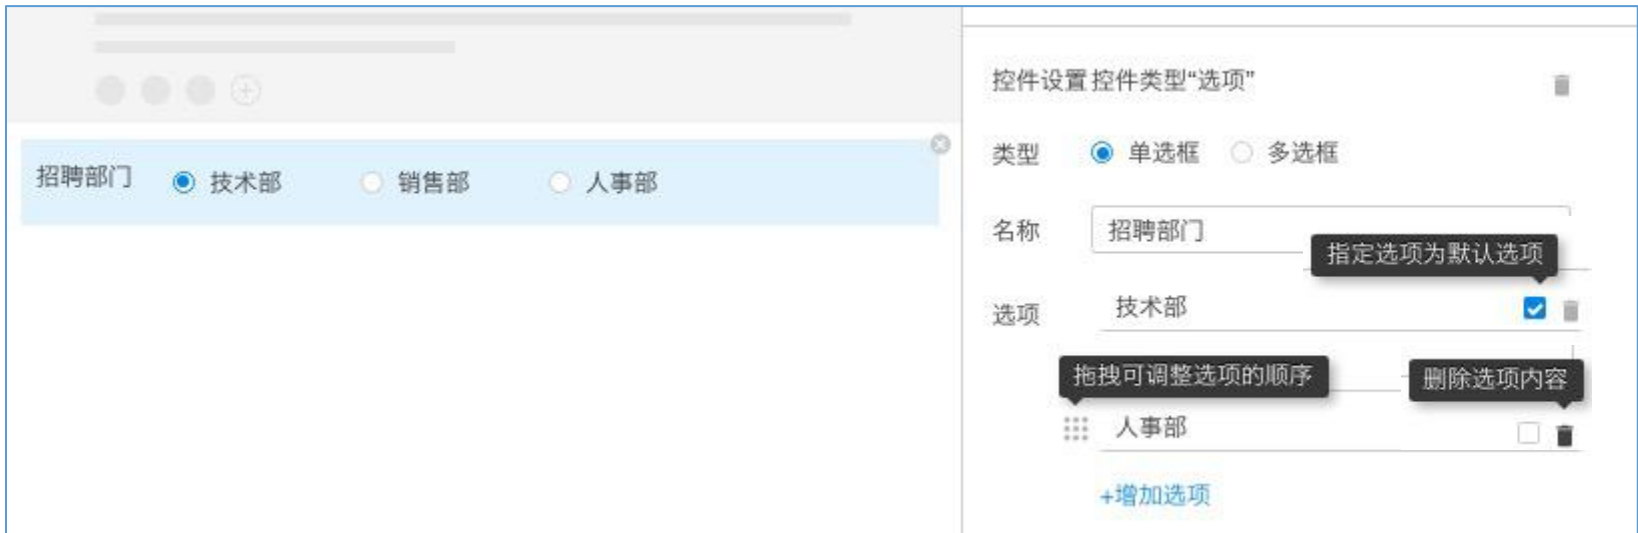 招聘部门 技术部 销售部 人事部
控件设置控件类型“选项”
类型 单选框 多选框
名称 招聘部门
指定选项为默认选项
选项 技术部
拖拽可调整选项的顺序 删除选项内容
人事部
+增加选项